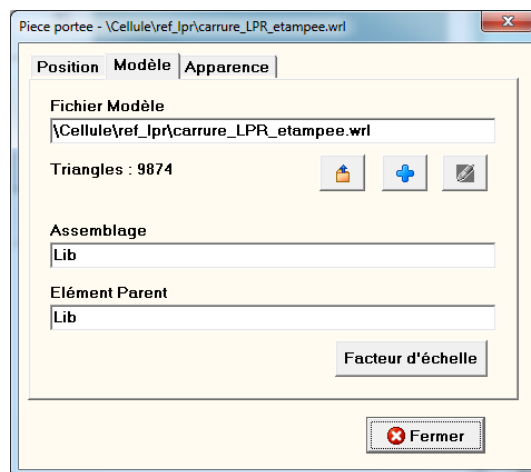 Piece portee - \Cellule\ref_lpr\carrure_LPR_etampee.wrl
Position Modèle Apparence
Fichier Modèle
\Cellule\ref_lpr\carrure_LPR_etampee.wrl
Triangles : 9874
Assemblage
Lib
Elément Parent
Lib
Facteur d'échelle
Fermer